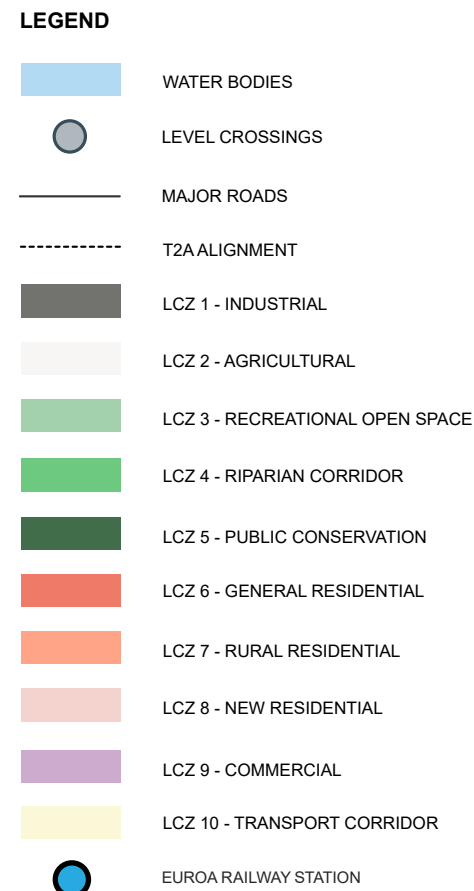 LEGEND
WATER BODIES
LEVEL CROSSINGS
MAJOR ROADS
T2A ALIGNMENT
LCZ 1 - INDUSTRIAL
LCZ 2 - AGRICULTURAL
LCZ 3 - RECREATIONAL OPEN SPACE
LCZ 4 - RIPARIAN CORRIDOR
LCZ 5 - PUBLIC CONSERVATION
LCZ 6 - GENERAL RESIDENTIAL
LCZ 7 - RURAL RESIDENTIAL
LCZ 8 - NEW RESIDENTIAL
LCZ 9 - COMMERCIAL
LCZ 10 - TRANSPORT CORRIDOR
EUROA RAILWAY STATION